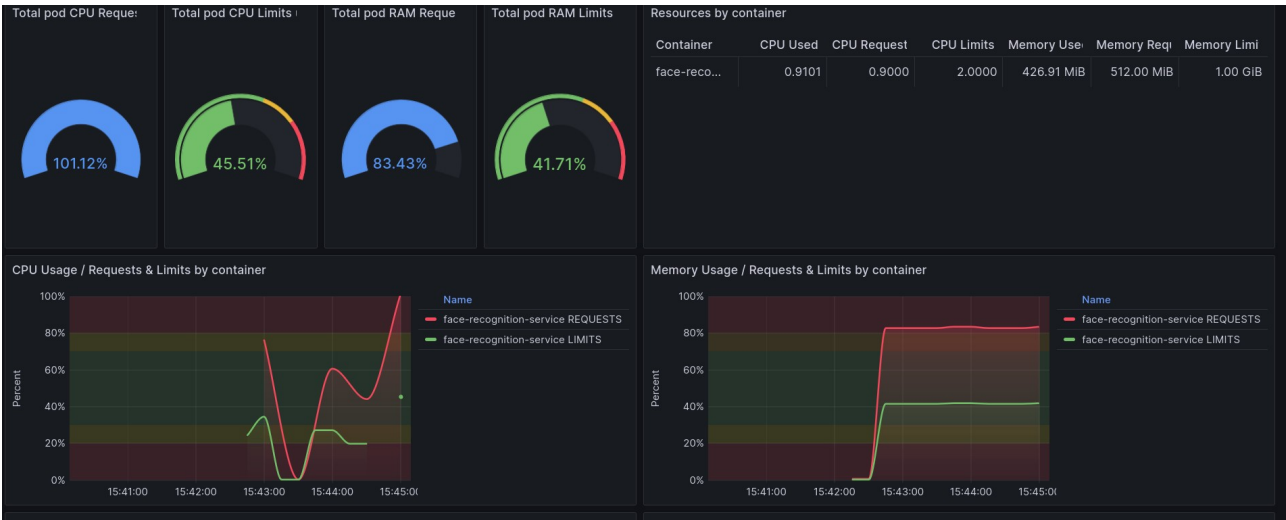 Total pod CPU Reques
Total pod CPU Limits
Total pod RAM Reque
Total pod RAM Limits
101.12%
45.51%
83.43%
41.71%
Resources by container
Container CPU Used CPU Request CPU Limits Memory Use Memory Requ Memory Limi
face-reco... 0.9101 0.9000 2.0000 426.91 MiB 512.00 MiB 1.00 GiB
CPU Usage / Requests & Limits by container
Percent
100%
80%
60%
40%
20%
0%
15:41:00 15:42:00 15:43:00 15:44:00 15:45:0
Name
face-recognition-service REQUESTS
face-recognition-service LIMITS
Memory Usage / Requests & Limits by container
Percent
100%
80%
60%
40%
20%
0%
15:41:00 15:42:00 15:43:00 15:44:00 15:45:0
Name
face-recognition-service REQUESTS
face-recognition-service LIMITS